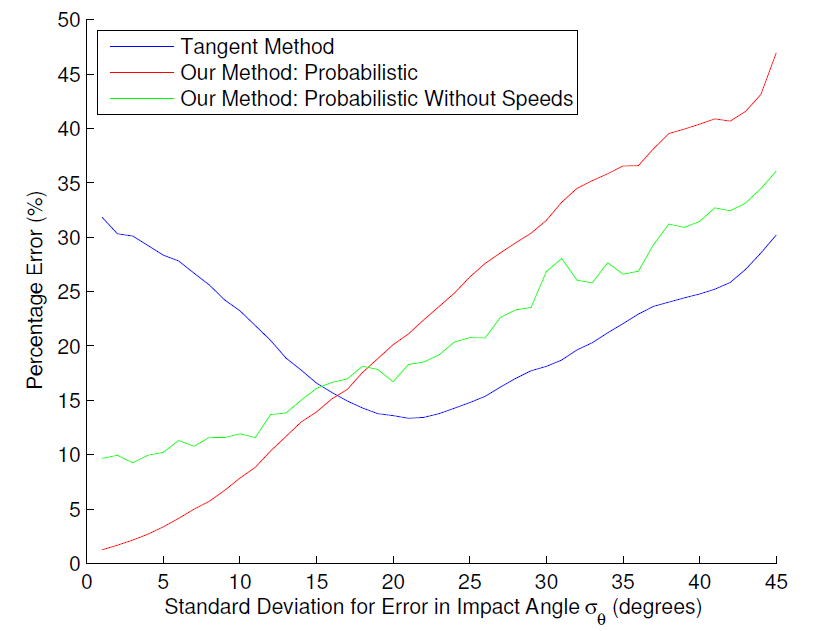 50
45
40
35
30
25
20
15
10
5
0
Percentage Error (%)
Tangent Method
Our Method: Probabilistic
Our Method: Probabilistic Without Speeds
0 5 10 15 20 25 30 35 40 45
Standard Deviation for Error in Impact Angle σθ (degrees)